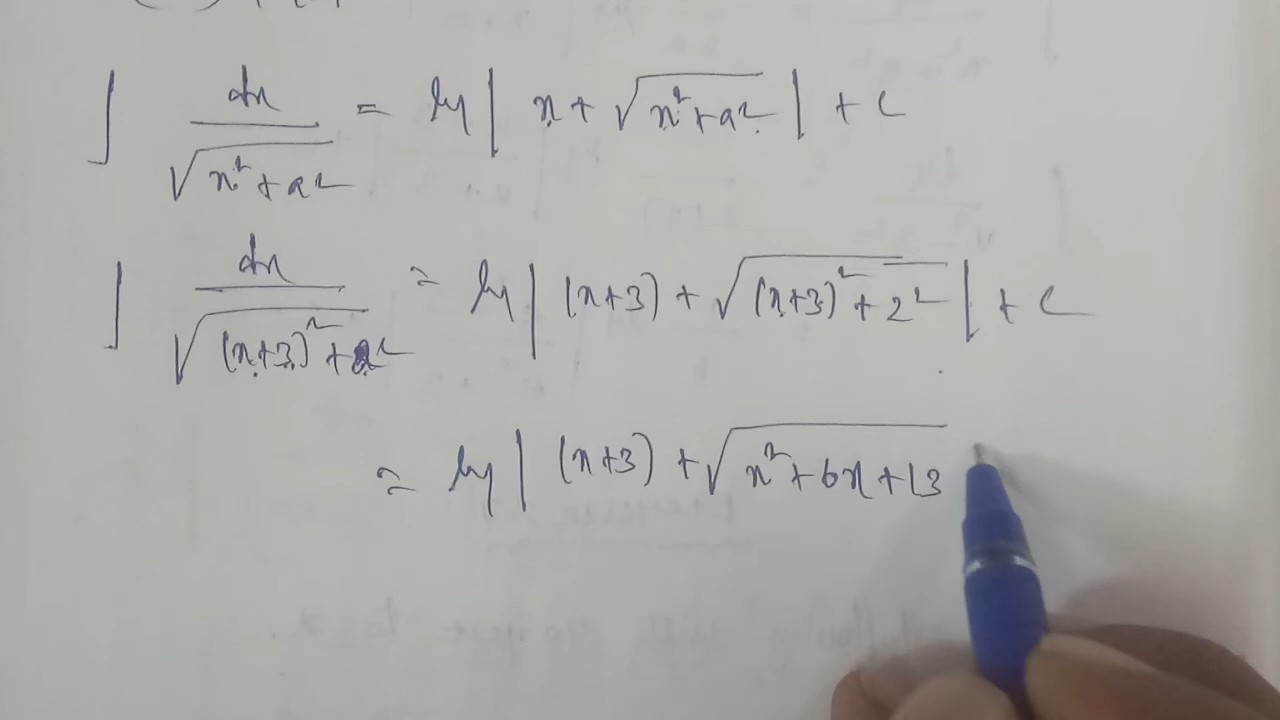 ∫ dx/√(x²+a²) = ln| x + √(x²+a²) | + c
∫ dx/√((x+3)²+2²) = ln| (x+3) + √((x+3)²+2²) | + c
= ln| (x+3) + √(x²+6x+13)